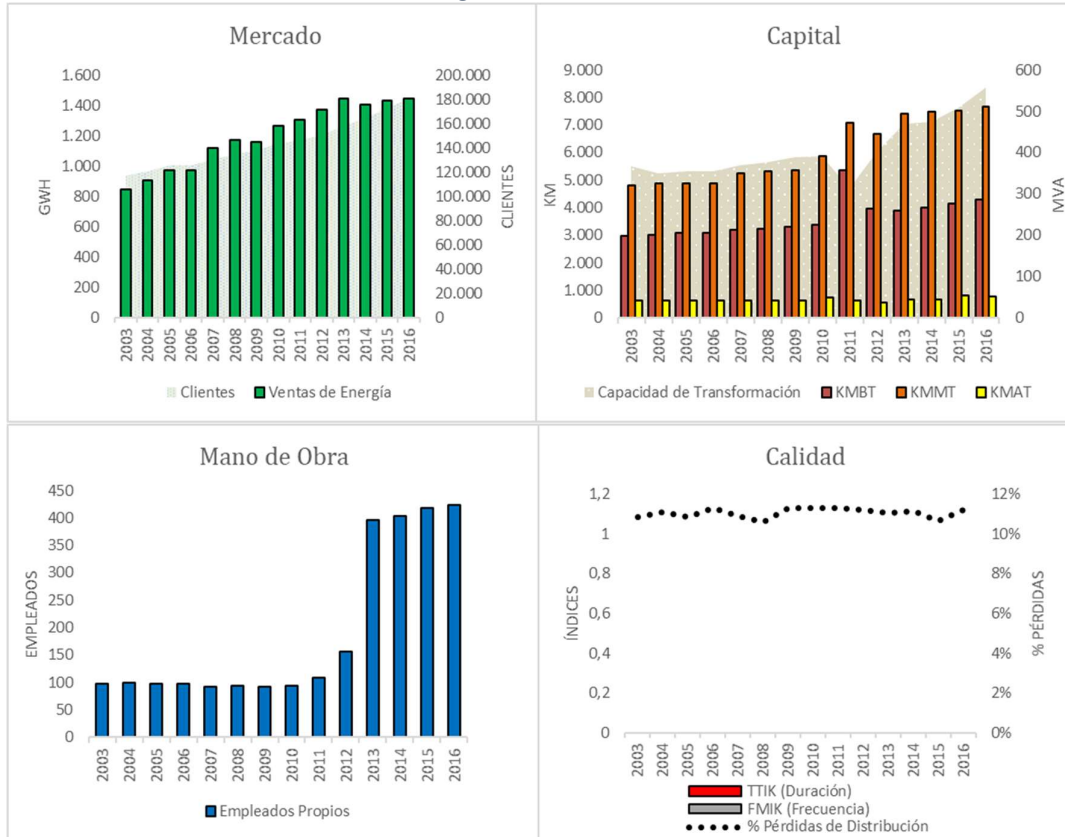 Mercado
GWH
1.600
1.400
1.200
1.000
800
600
400
200
0
200.000
180.000
160.000
140.000
120.000
100.000
80.000
60.000
40.000
20.000
0
CLIENTES
2003 2004 2005 2006 2007 2008 2009 2010 2011 2012 2013 2014 2015 2016
Clientes Ventas de Energía
Capital
KM
9.000
8.000
7.000
6.000
5.000
4.000
3.000
2.000
1.000
0
600
500
400
300
200
100
0
MVA
2003 2004 2005 2006 2007 2008 2009 2010 2011 2012 2013 2014 2015 2016
Capacidad de Transformación KMBT KMMT KMAT
Mano de Obra
EMPLEADOS
450
400
350
300
250
200
150
100
50
0
2003 2004 2005 2006 2007 2008 2009 2010 2011 2012 2013 2014 2015 2016
Empleados Propios
Calidad
ÍNDICES
1,2
1
0,8
0,6
0,4
0,2
0
12%
10%
8%
6%
4%
2%
0%
% PÉRDIDAS
2003 2004 2005 2006 2007 2008 2009 2010 2011 2012 2013 2014 2015 2016
TTIK (Duración)
FMIK (Frecuencia)
% Pérdidas de Distribución